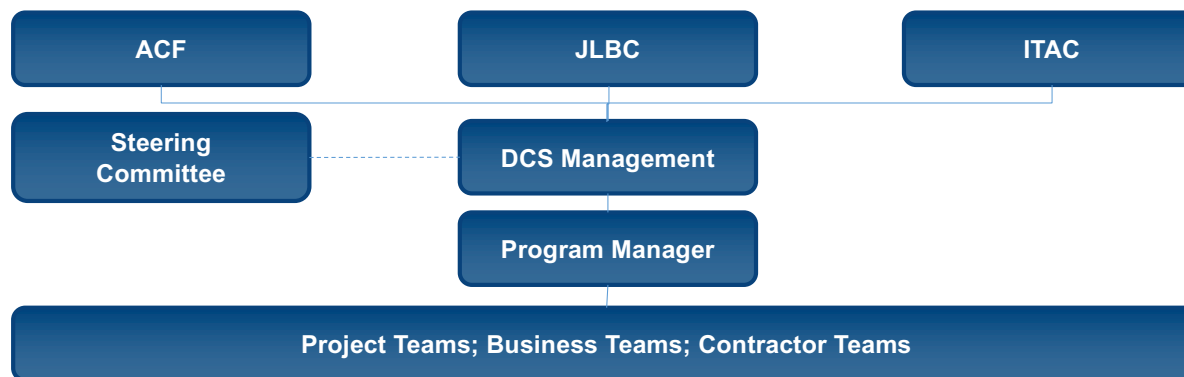 ACF
JLBC
ITAC
Steering
Committee
DCS Management
Program Manager
Project Teams; Business Teams; Contractor Teams